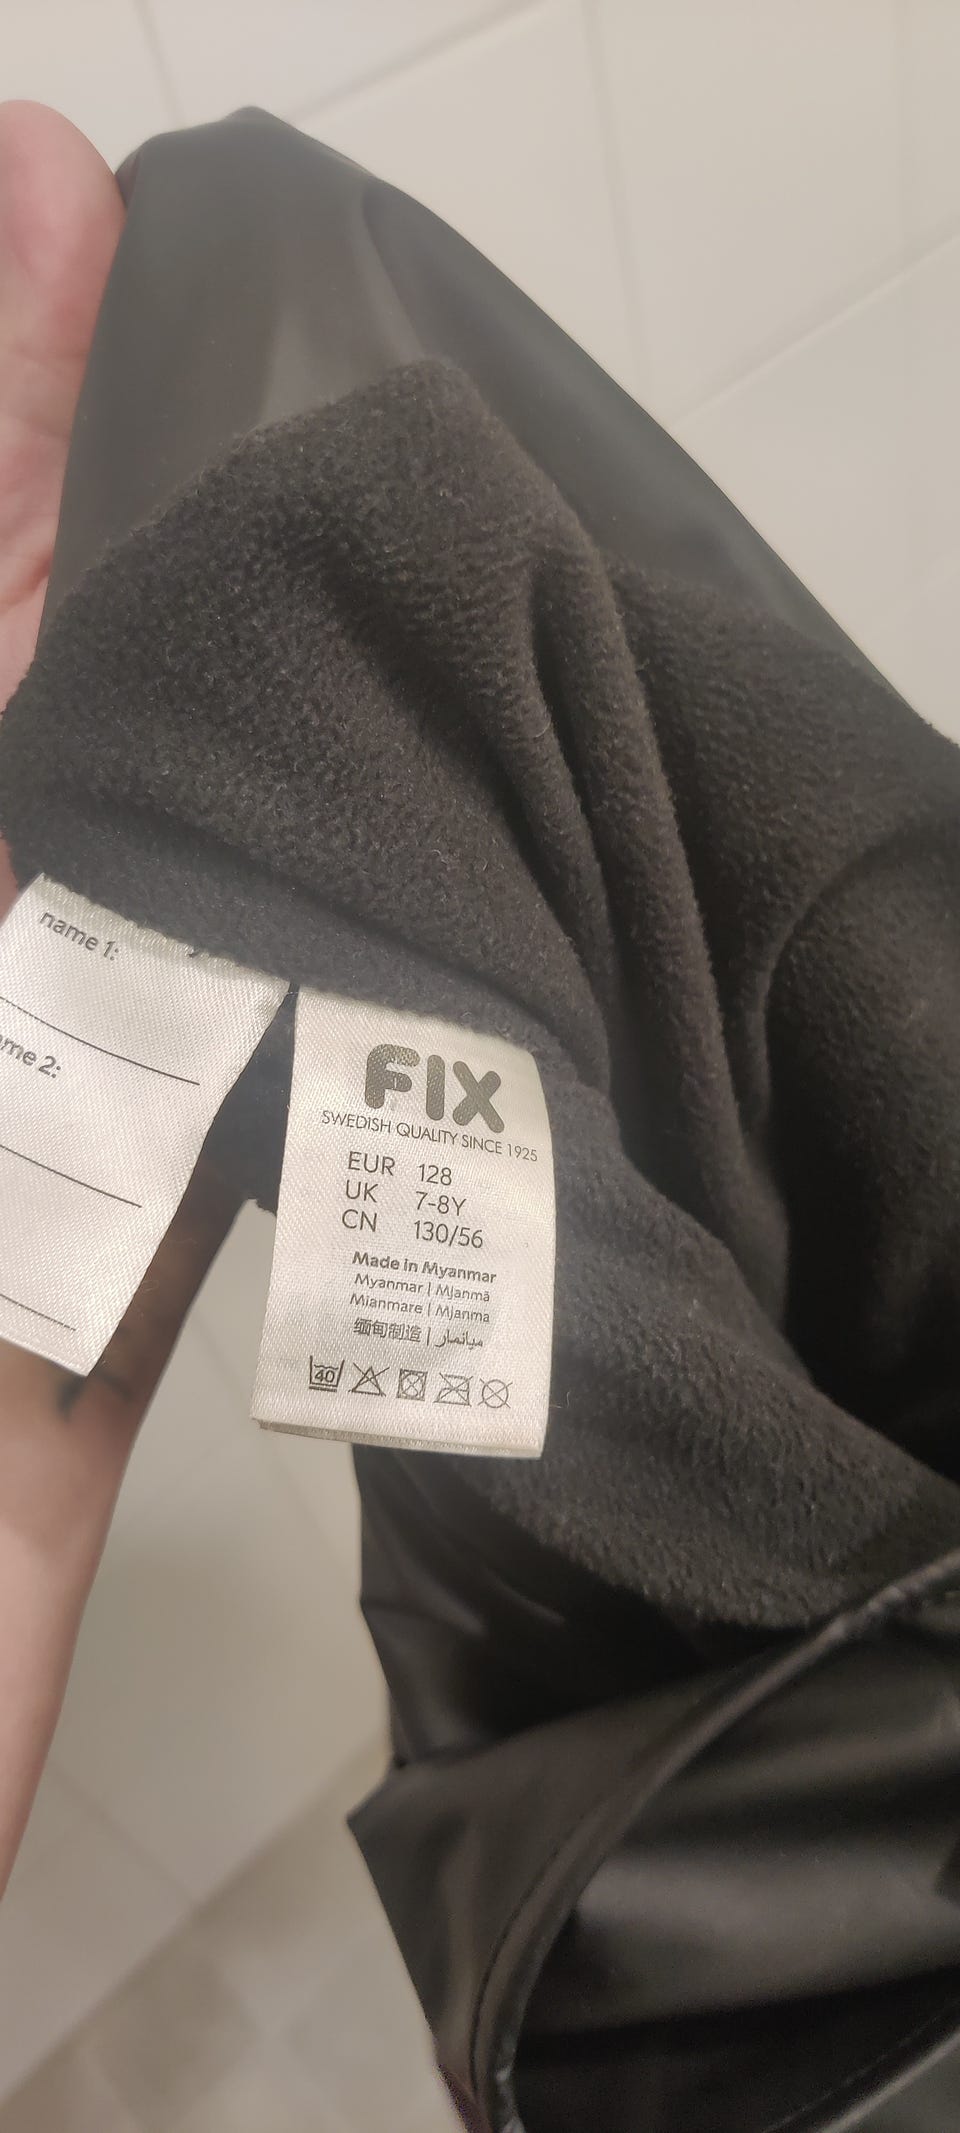 name 1:
me 2:
FIX
SWEDISH QUALITY SINCE 1925
EUR 128
UK 7-8Y
CN 130/56
Made in Myanmar
Myanmar | Mjanmã
Mianmare | Mjanma
缅甸制造 | ميانمار
40